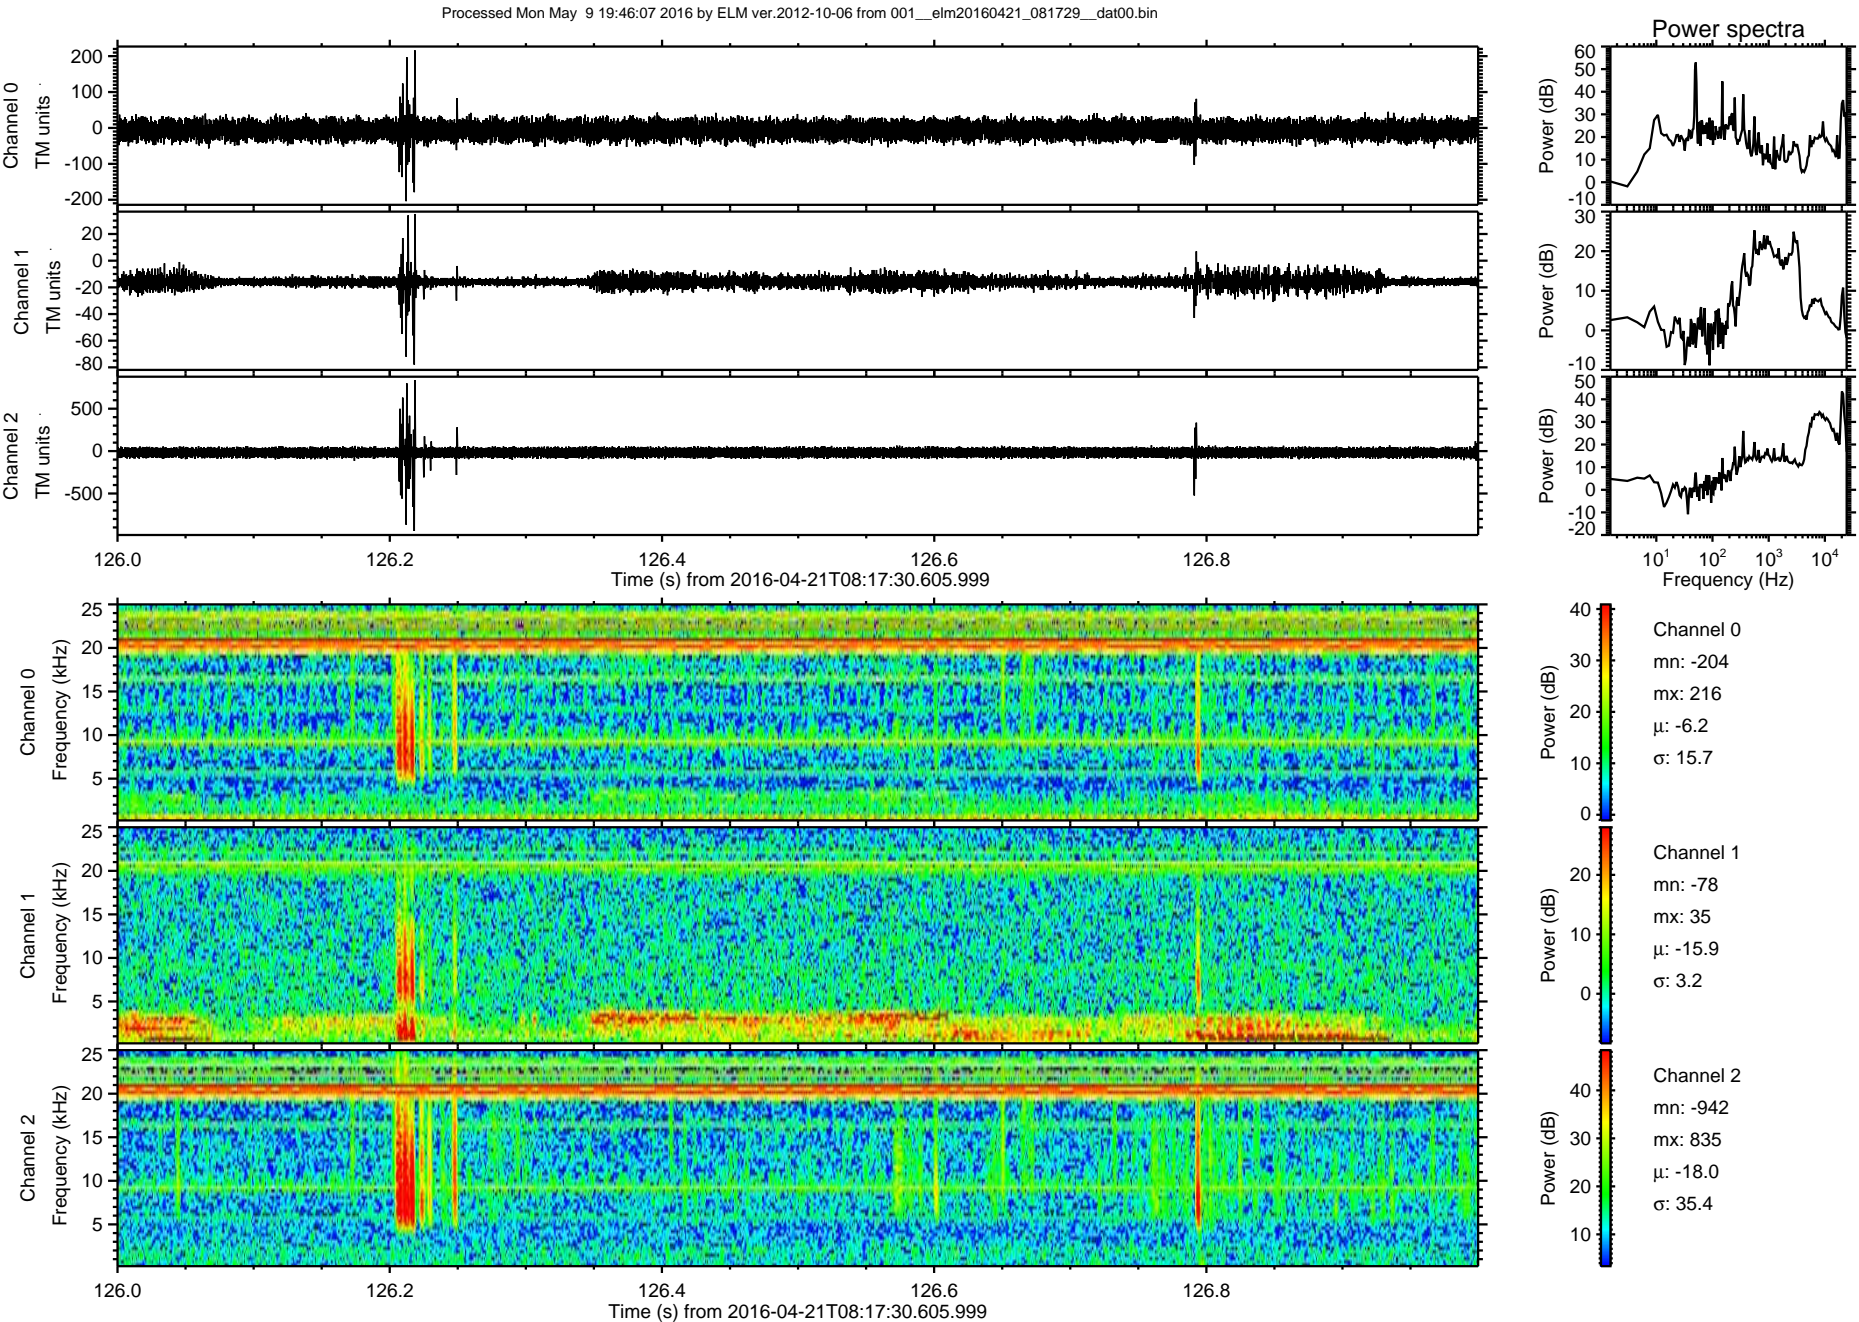 Processed Mon May  9 19:46:07 2016 by ELM ver.2012-10-06 from 001__elm20160421_081729__dat00.bin
Power spectra
Channel 0
TM units
200
100
0
-100
-200
Power (dB)
60
50
40
30
20
10
0
-10
Channel 1
TM units
20
0
-20
-40
-60
-80
Power (dB)
30
20
10
0
-10
Channel 2
TM units
500
0
-500
Power (dB)
50
40
30
20
10
0
-10
-20
126.0 126.2 126.4 126.6 126.8
Time (s) from 2016-04-21T08:17:30.605.999
10^1 10^2 10^3 10^4
Frequency (Hz)
Channel 0
Frequency (kHz)
25
20
15
10
5
Power (dB)
40
30
20
10
0
Channel 0
mn: -204
mx: 216
μ: -6.2
σ: 15.7
Channel 1
Frequency (kHz)
25
20
15
10
5
Power (dB)
20
10
0
Channel 1
mn: -78
mx: 35
μ: -15.9
σ: 3.2
Channel 2
Frequency (kHz)
25
20
15
10
5
Power (dB)
40
30
20
10
Channel 2
mn: -942
mx: 835
μ: -18.0
σ: 35.4
126.0 126.2 126.4 126.6 126.8
Time (s) from 2016-04-21T08:17:30.605.999